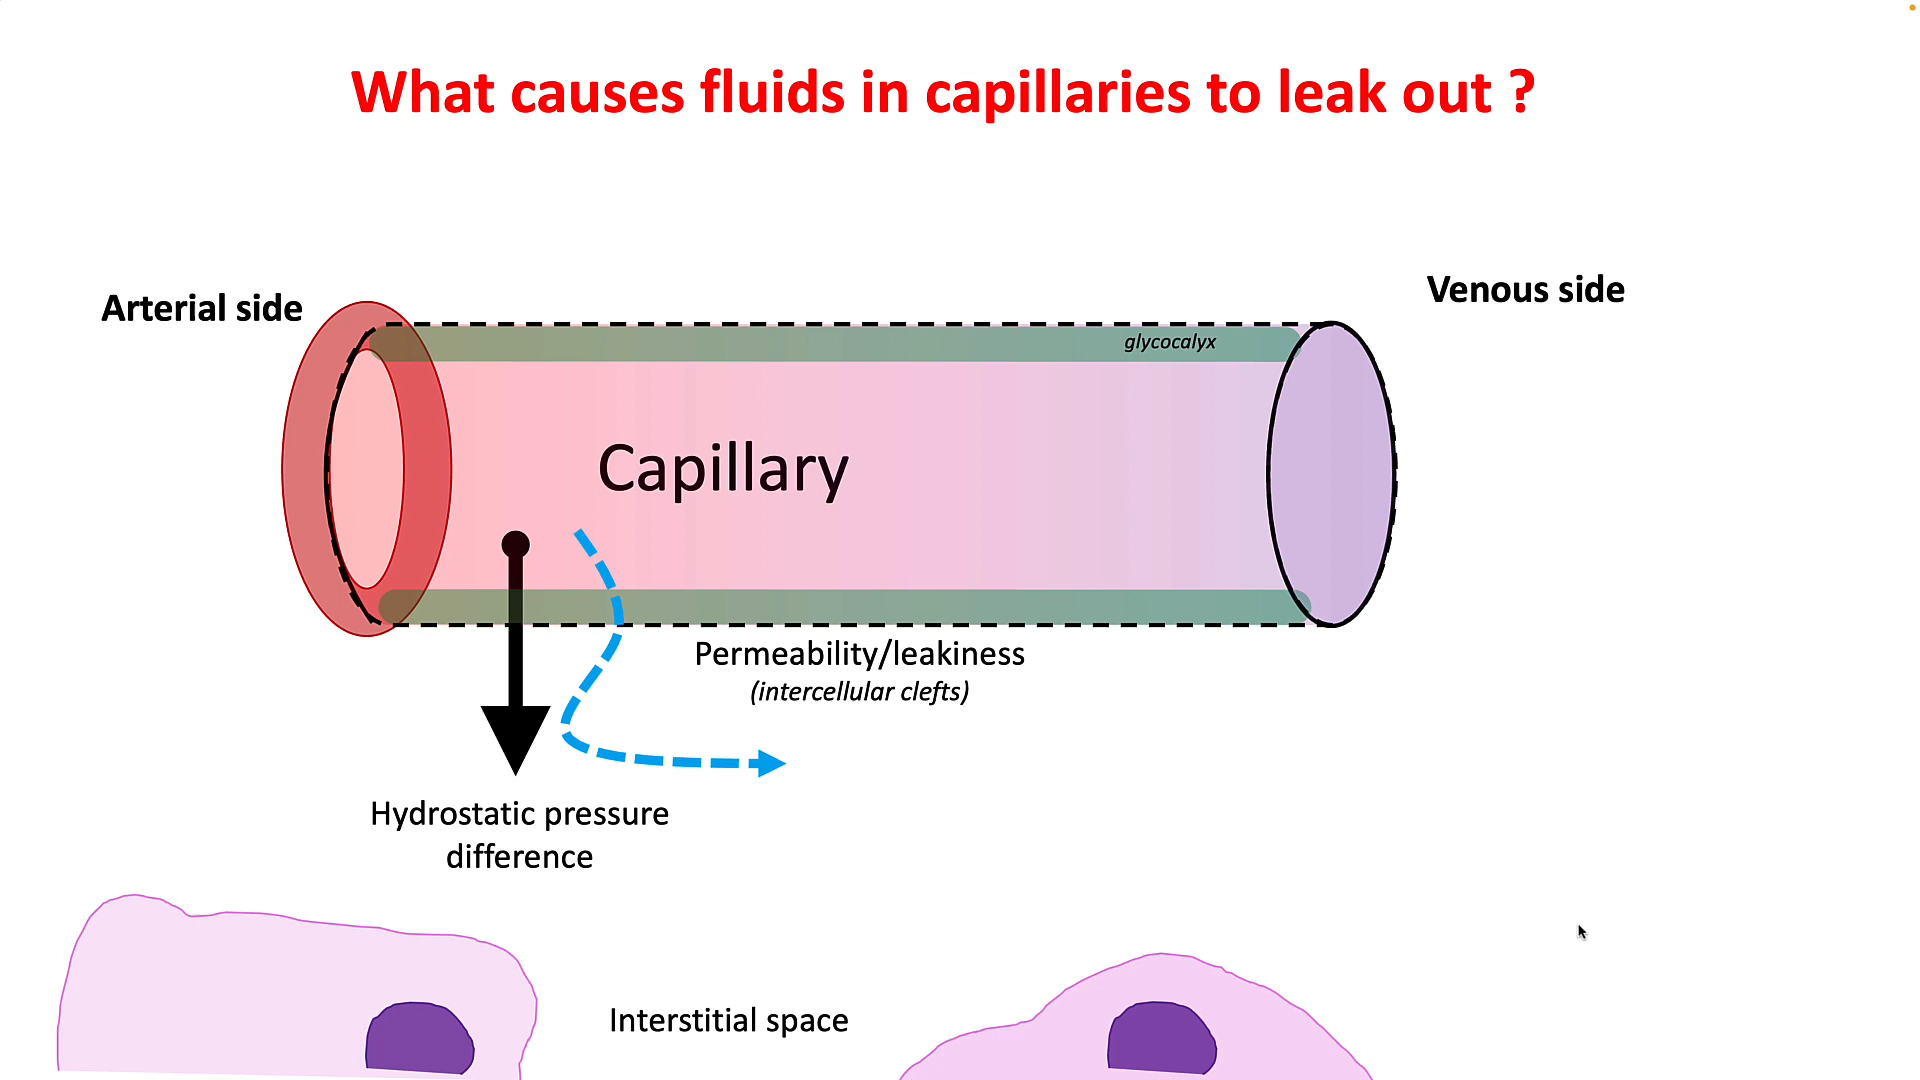 What causes fluids in capillaries to leak out ?
Arterial side
Venous side
glycocalyx
Capillary
Permeability/leakiness
(intercellular clefts)
Hydrostatic pressure
difference
Interstitial space